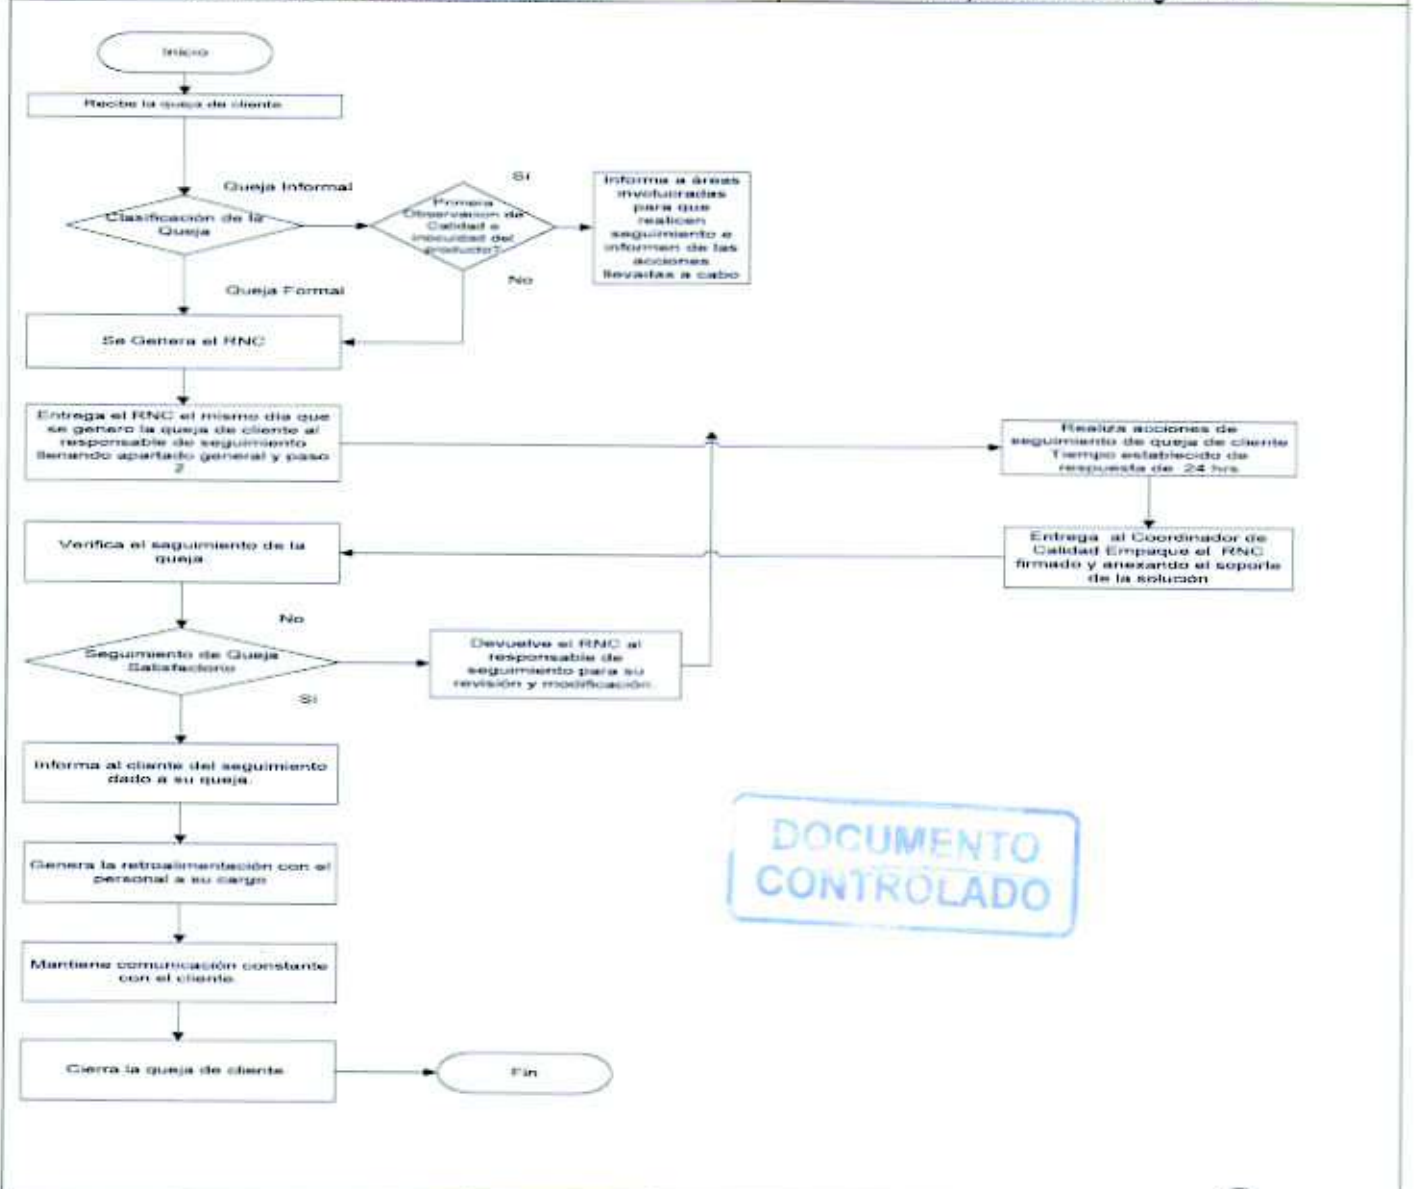 Inicio
Recibe la queja de cliente
Queja Informal
Si
Clasificación de la
Queja
Primera
Observacion de
Calidad e
inocuidad del
producto?
Informa a áreas
involucradas
para que
realicen
seguimiento e
informen de las
acciones
llevadas a cabo
No
Queja Formal
Se Genera el RNC
Entrega el RNC el mismo día que
se genero la queja de cliente al
responsable de seguimiento
llenando apartado general y paso
2
Realiza acciones de
seguimiento de queja de cliente
Tiempo establecido de
respuesta de 24 hrs
Entrega al Coordinador de
Calidad Empaque el RNC
firmado y anexando el soporte
de la solución
Verifica el seguimiento de la
queja
No
Seguimiento de Queja
Satisfactorio
Devuelve el RNC al
responsable de
seguimiento para su
revisión y modificación.
Si
Informa al cliente del seguimiento
dado a su queja.
Genera la retroalimentación con el
personal a su cargo
Mantiene comunicación constante
con el cliente
Cierra la queja de cliente
Fin
DOCUMENTO
CONTROLADO